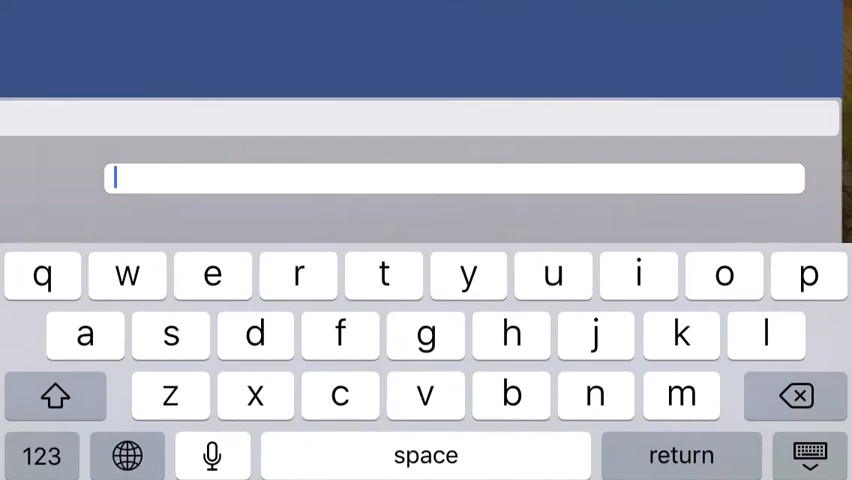 q w e r t y u i o p
a s d f g h j k l
z x c v b n m
123 space return